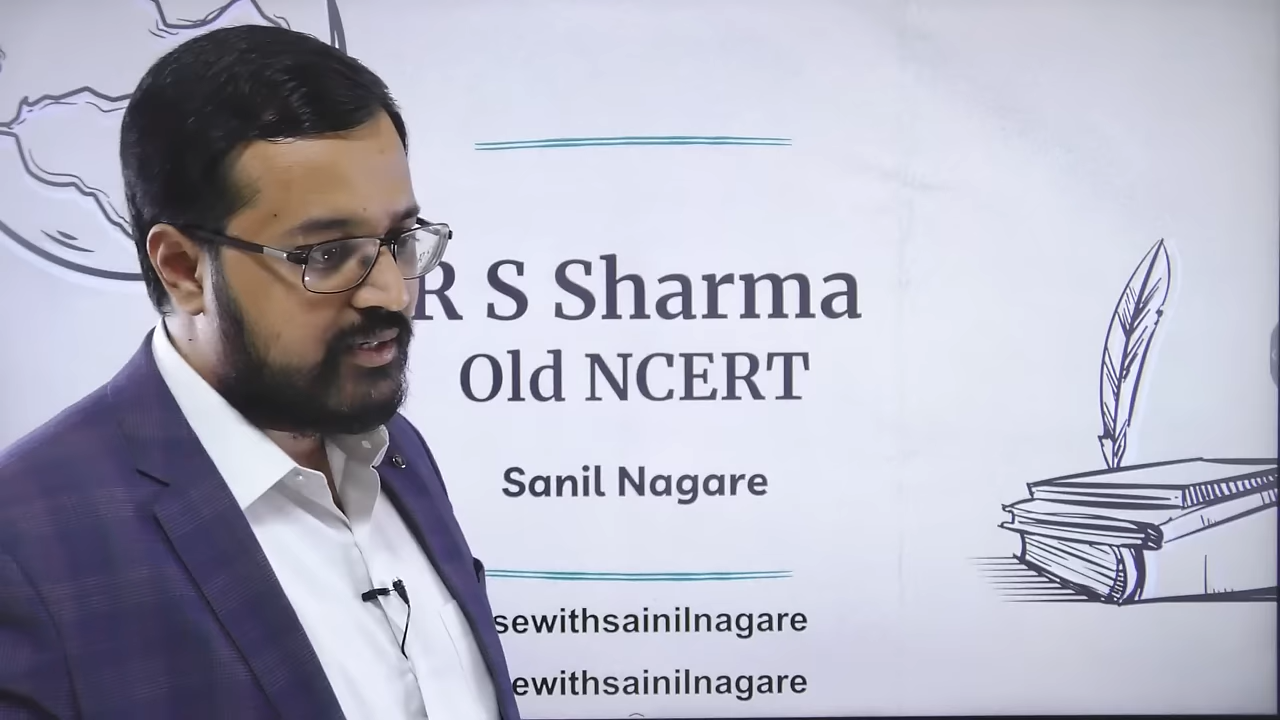 R S Sharma
Old NCERT
Sanil Nagare
sewithsainilnagare
ewithsainilnagare